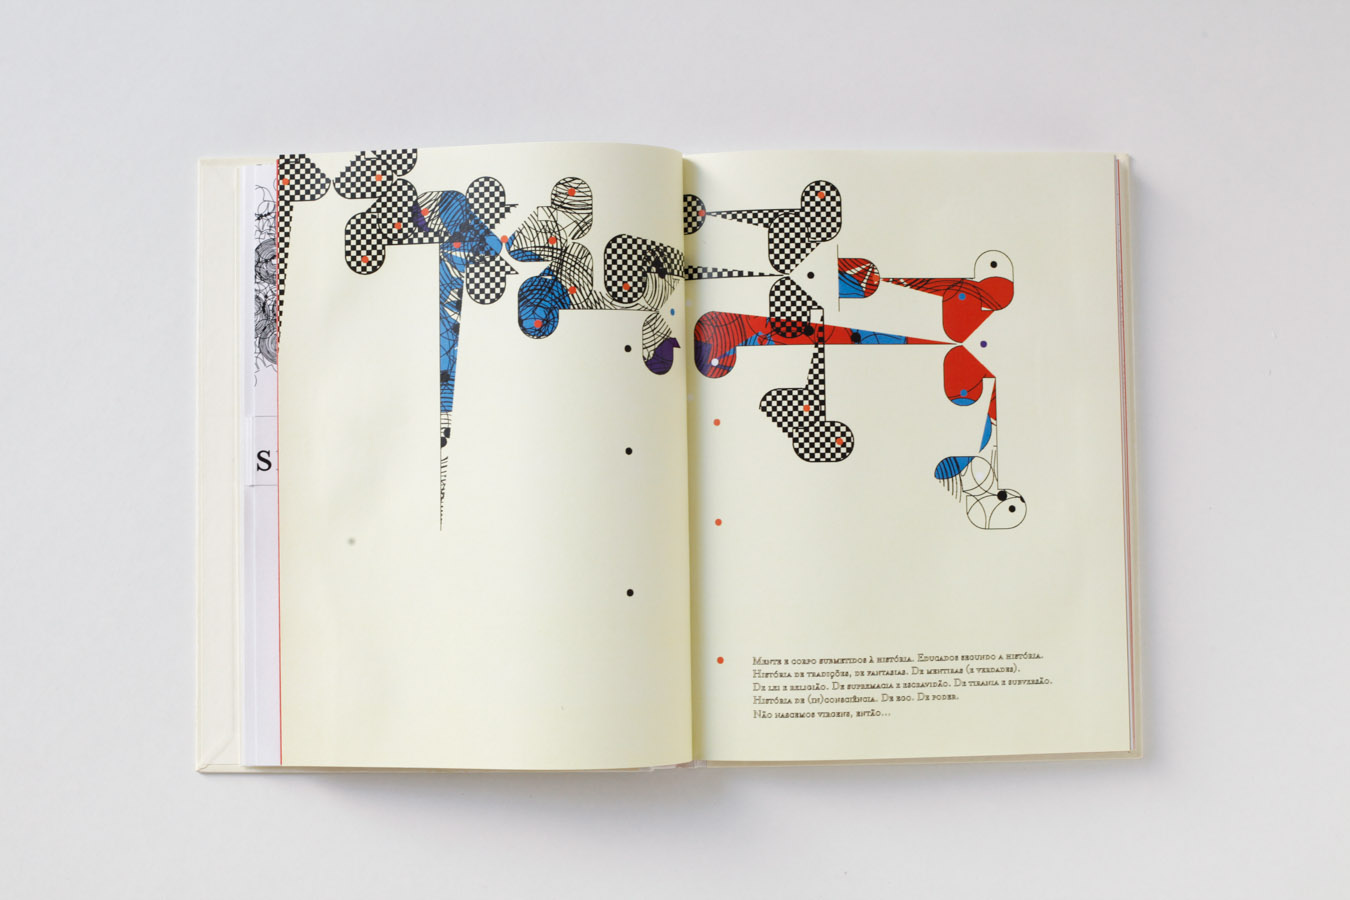 S
Mente e corpo submetidos à história. Educados segundo a história.
História de tradições, de fantasias. De mentiras (e verdades).
De lei e religião. De supremacia e escravidão. De tirania e subversão.
História de (in)consciência. De ego. De poder.
Não nascemos virgens, então...